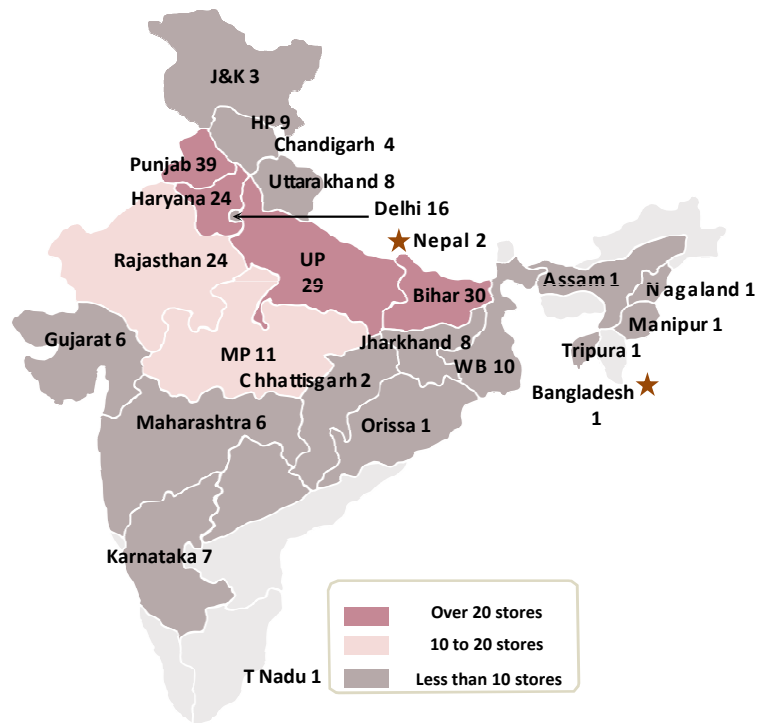 J&K 3
HP 9
Chandigarh 4
Punjab 39
Uttarakhand 8
Haryana 24
Delhi 16
Nepal 2
Rajasthan 24
UP
29
Bihar 30
Assam 1
Nagaland 1
Manipur 1
Tripura 1
Bangladesh
1
Gujarat 6
MP 11
Jharkhand 8
WB 10
Chhattisgarh 2
Maharashtra 6
Orissa 1
Karnataka 7
T Nadu 1
Over 20 stores
10 to 20 stores
Less than 10 stores